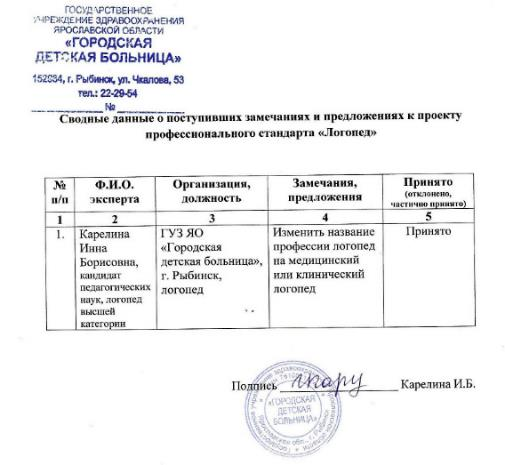 ГОСУДАРСТВЕННОЕ
УЧРЕЖДЕНИЕ ЗДРАВООХРАНЕНИЯ
ЯРОСЛАВСКОЙ ОБЛАСТИ
«ГОРОДСКАЯ
ДЕТСКАЯ БОЛЬНИЦА»
152934, г. Рыбинск, ул. Чкалова, 53
тел.: 22-29-54
№
Сводные данные о поступивших замечаниях и предложениях к проекту
профессионального стандарта «Логопед»
№ п/п
Ф.И.О. эксперта
Организация, должность
Замечания, предложения
Принято (отклонено, частично принято)
1 2 3 4 5
1.
Карелина
Инна
Борисовна,
кандидат
педагогических
наук, логопед
высшей
категории
ГУЗ ЯО
«Городская
детская больница»,
г. Рыбинск,
логопед
Изменить название
профессии логопед
на медицинский
или клинический
логопед
Принято
Подпись Карелина И.Б.
«ГОРОДСКАЯ
ДЕТСКАЯ
БОЛЬНИЦА»